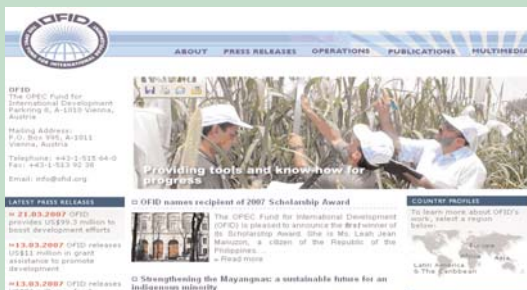 OFID
ABOUT PRESS RELEASES OPERATIONS PUBLICATIONS MULTIMEDIA
OFID
The OPEC Fund for
International Development
Parkring 8, A-1010 Vienna,
Austria
Mailing Address:
P.O. Box 995, A-1011
Vienna, Austria
Telephone: +43-1-515 64-0
Fax: +43-1-513 92 38
Email: info@ofid.org
Providing tools and know-how for
progress
LATEST PRESS RELEASES
21.03.2007 OFID
provides US$99.3 million to
boost development efforts
13.03.2007 OFID releases
US$11 million in grant
assistance to promote
development
13.03.2007 OFID releases
OFID names recipient of 2007 Scholarship Award
The OPEC Fund for International Development
(OFID) is pleased to announce the first winner of
its Scholarship Award. She is Ms. Leah Jean
a citizen of the Republic of the
Philippines...
Read more
Strengthening the Mayangnas: a sustainable future for an
indigenous minority
COUNTRY PROFILES
To learn more about OFID's
work, select a region
below:
Europe
Asia
Latin America
& The Caribbean